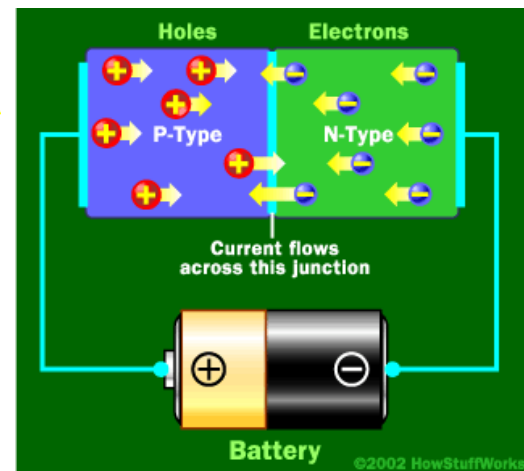 Holes Electrons
P-Type N-Type
Current flows
across this junction
Battery
©2002 HowStuffWorks